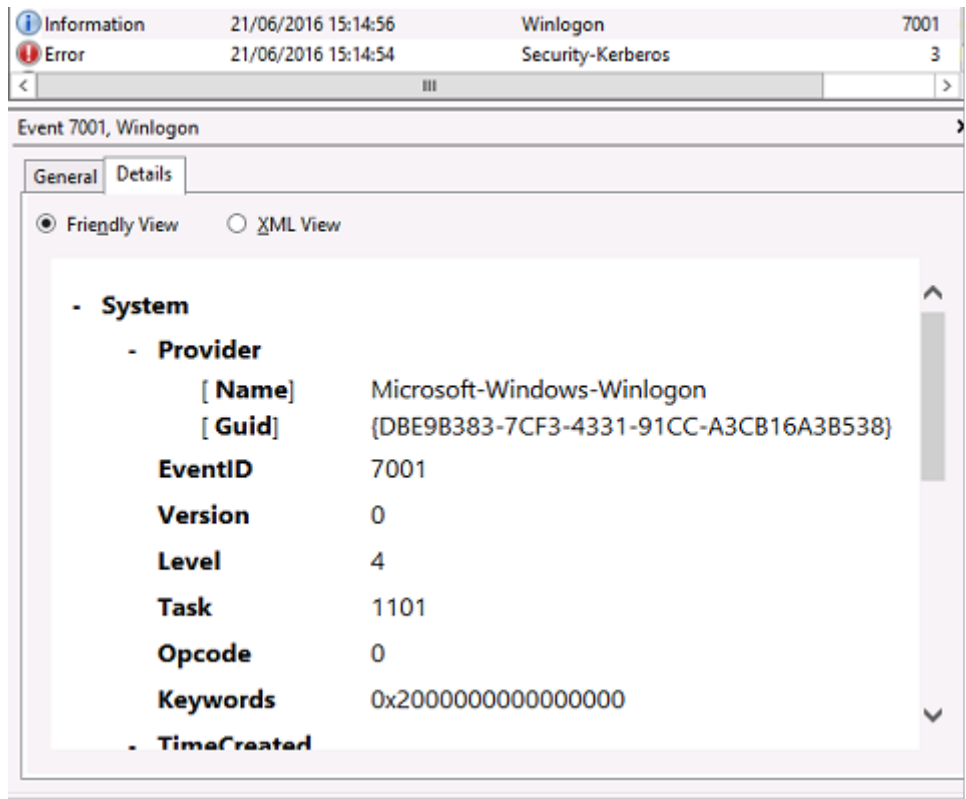 Information 21/06/2016 15:14:56 Winlogon 7001
Error 21/06/2016 15:14:54 Security-Kerberos 3
Event 7001, Winlogon
General Details
Friendly View XML View
- System
- Provider
[ Name] Microsoft-Windows-Winlogon
[ Guid] {DBE9B383-7CF3-4331-91CC-A3CB16A3B538}
EventID 7001
Version 0
Level 4
Task 1101
Opcode 0
Keywords 0x2000000000000000
- TimeCreated